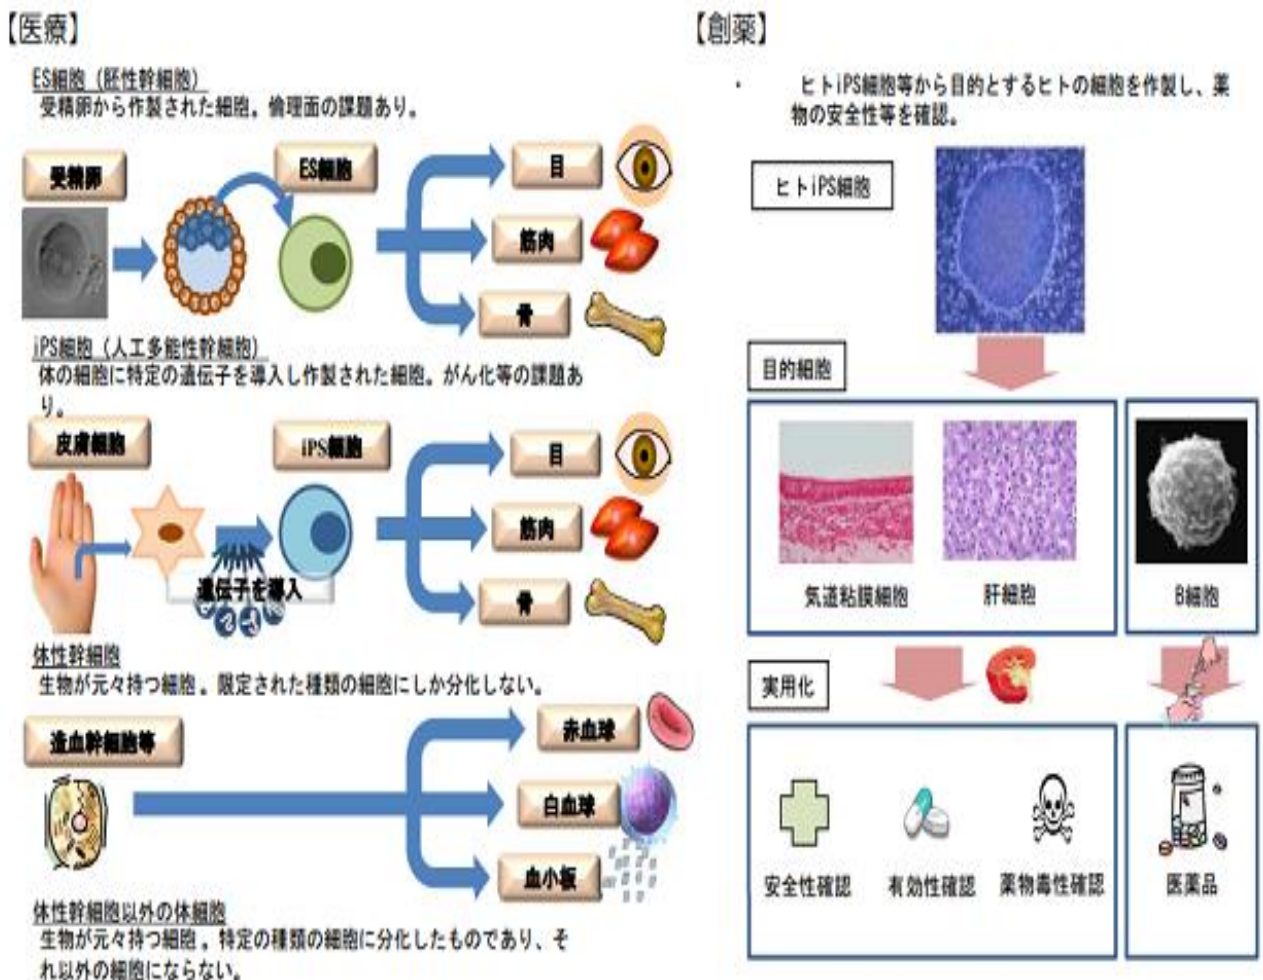 【医療】
ES細胞（胚性幹細胞）
受精卵から作製された細胞。倫理面の課題あり。
受精卵
ES細胞
目
筋肉
骨
iPS細胞（人工多能性幹細胞）
体の細胞に特定の遺伝子を導入し作製された細胞。がん化等の課題あ
り。
皮膚細胞
iPS細胞
目
筋肉
骨
遺伝子を導入
体性幹細胞
生物が元々持つ細胞。限定された種類の細胞にしか分化しない。
造血幹細胞等
赤血球
白血球
血小板
体性幹細胞以外の体細胞
生物が元々持つ細胞。特定の種類の細胞に分化したものであり、そ
れ以外の細胞にならない。
【創薬】
・ ヒトiPS細胞等から目的とするヒトの細胞を作製し、薬
物の安全性等を確認。
ヒトiPS細胞
目的細胞
気道粘膜細胞
肝細胞
B細胞
実用化
安全性確認
有効性確認
薬物毒性確認
医薬品